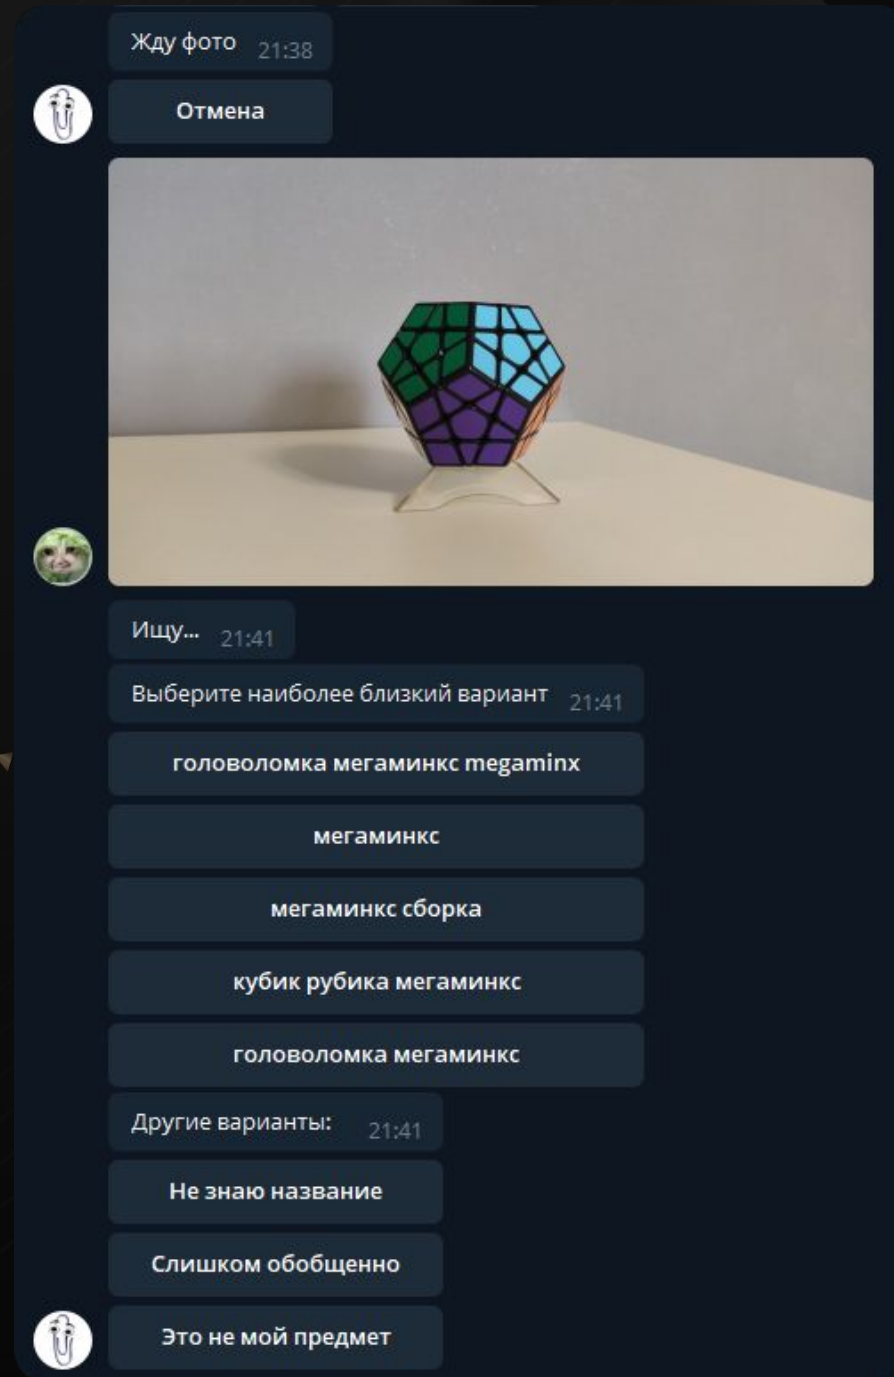 Жду фото 21:38
Отмена
Ищу... 21:41
Выберите наиболее близкий вариант 21:41
головоломка мегаминкс megaminx
мегаминкс
мегаминкс сборка
кубик рубика мегаминкс
головоломка мегаминкс
Другие варианты: 21:41
Не знаю название
Слишком обобщенно
Это не мой предмет